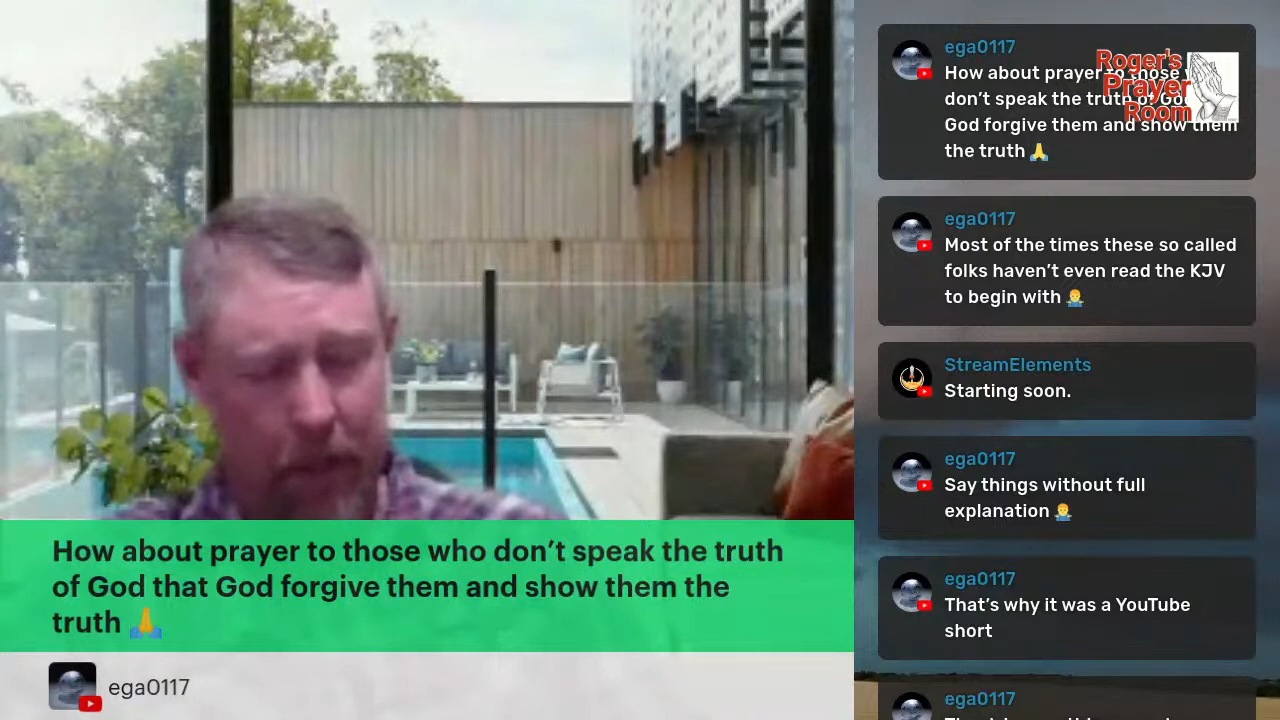 How about prayer to those who don’t speak the truth
of God that God forgive them and show them the
truth 🙏
ega0117
ega0117
How about prayer to those
don’t speak the truth of God
God forgive them and show them
the truth 🙏
Roger's
Prayer
Room
ega0117
Most of the times these so called
folks haven’t even read the KJV
to begin with 🤷‍♂️
StreamElements
Starting soon.
ega0117
Say things without full
explanation 🤷‍♂️
ega0117
That’s why it was a YouTube
short
ega0117